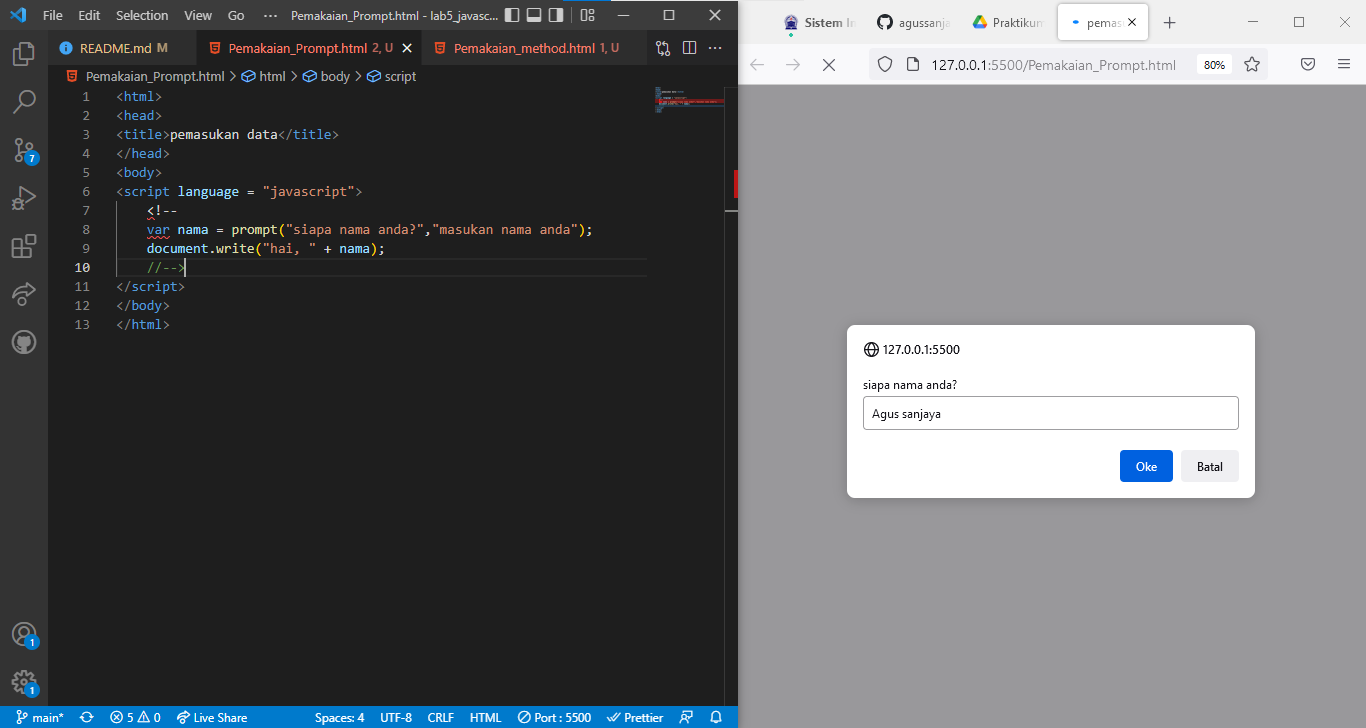 File Edit Selection View Go ··· Pemakaian_Prompt.html - lab5_javasc...
README.md M Pemakaian_Prompt.html 2, U Pemakaian_method.html 1, U
Pemakaian_Prompt.html > html > body > script
1 <html>
2 <head>
3 <title>pemasukan data</title>
4 </head>
5 <body>
6 <script language = "javascript">
7 <!--
8 var nama = prompt("siapa nama anda?","masukan nama anda");
9 document.write("hai, " + nama);
10 //-->
11 </script>
12 </body>
13 </html>
7
1
1
main* 5 0 Live Share Spaces: 4 UTF-8 CRLF HTML Port : 5500 Prettier
Sistem In agussanja Praktikum pemasu
127.0.0.1:5500/Pemakaian_Prompt.html 80%
127.0.0.1:5500
siapa nama anda?
Agus sanjaya
Oke Batal